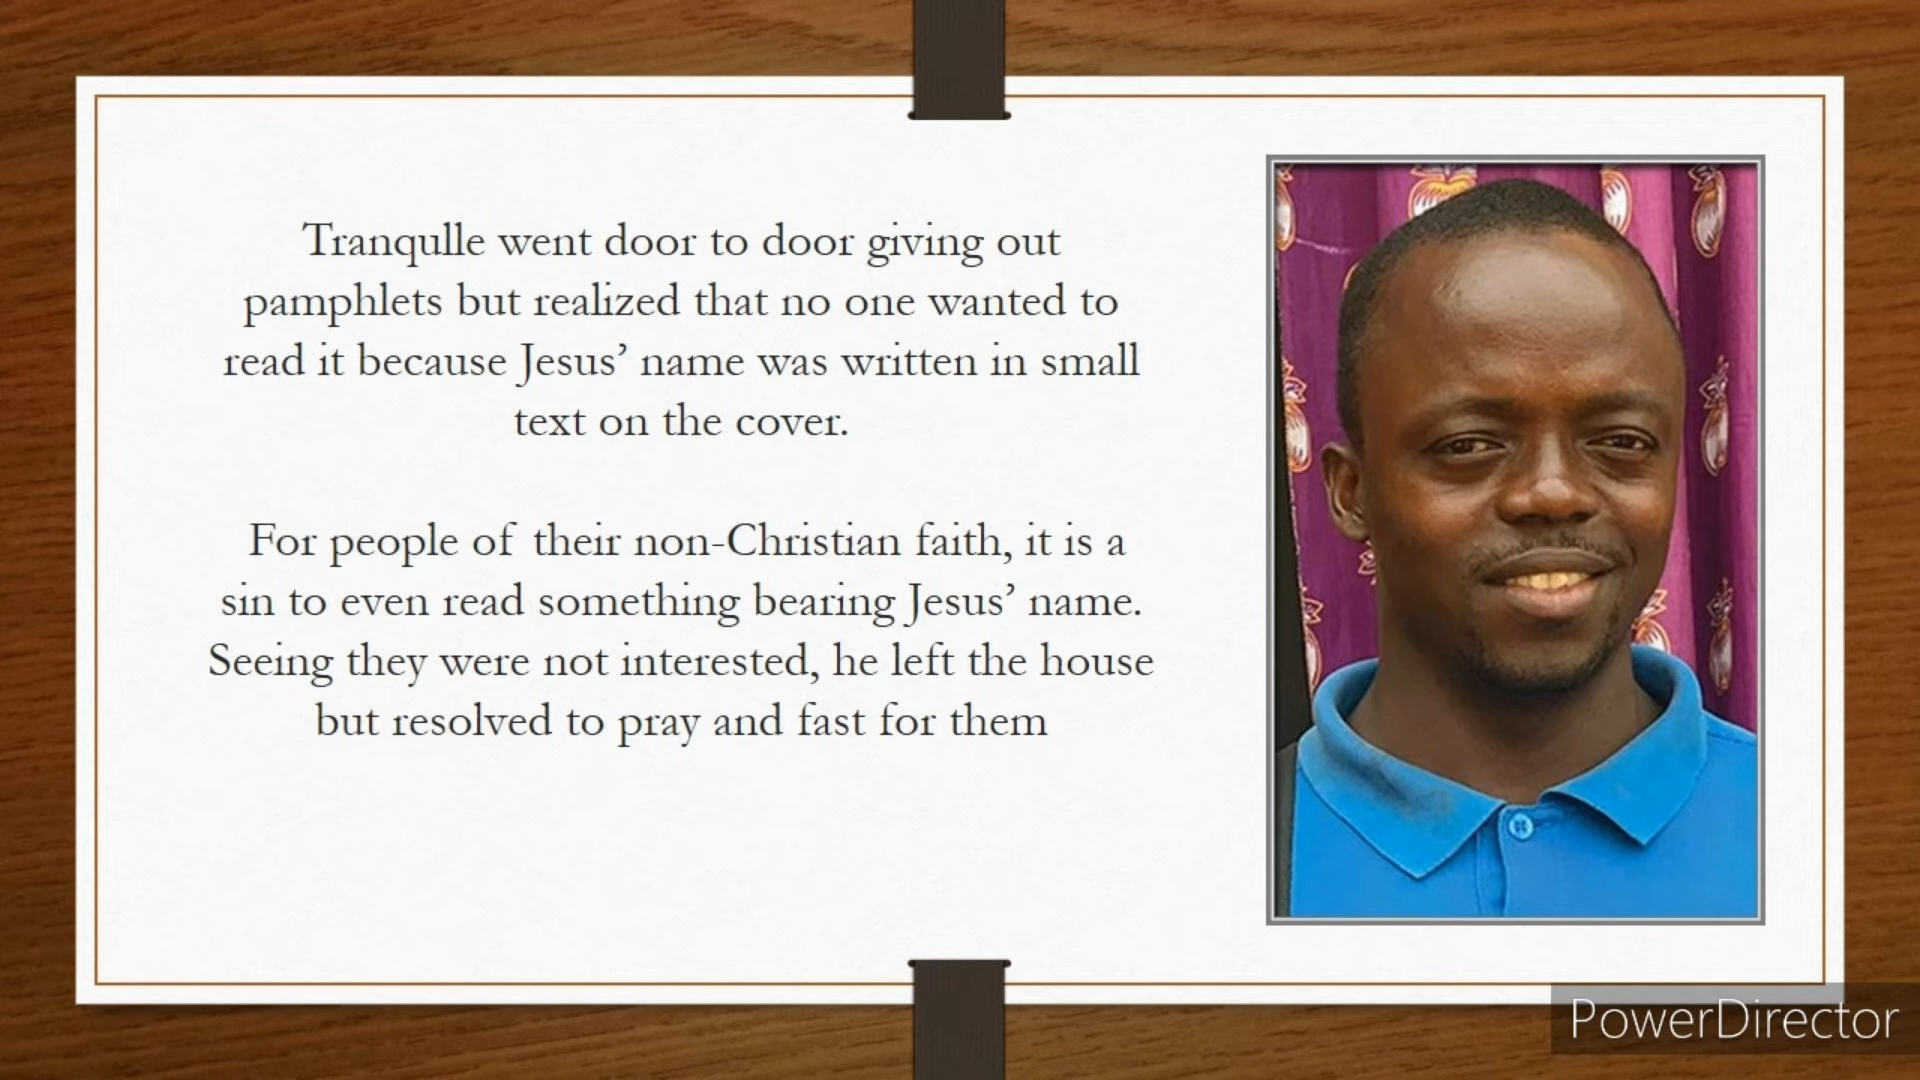 Tranqulle went door to door giving out
pamphlets but realized that no one wanted to
read it because Jesus’ name was written in small
text on the cover.
For people of their non-Christian faith, it is a
sin to even read something bearing Jesus’ name.
Seeing they were not interested, he left the house
but resolved to pray and fast for them
PowerDirector